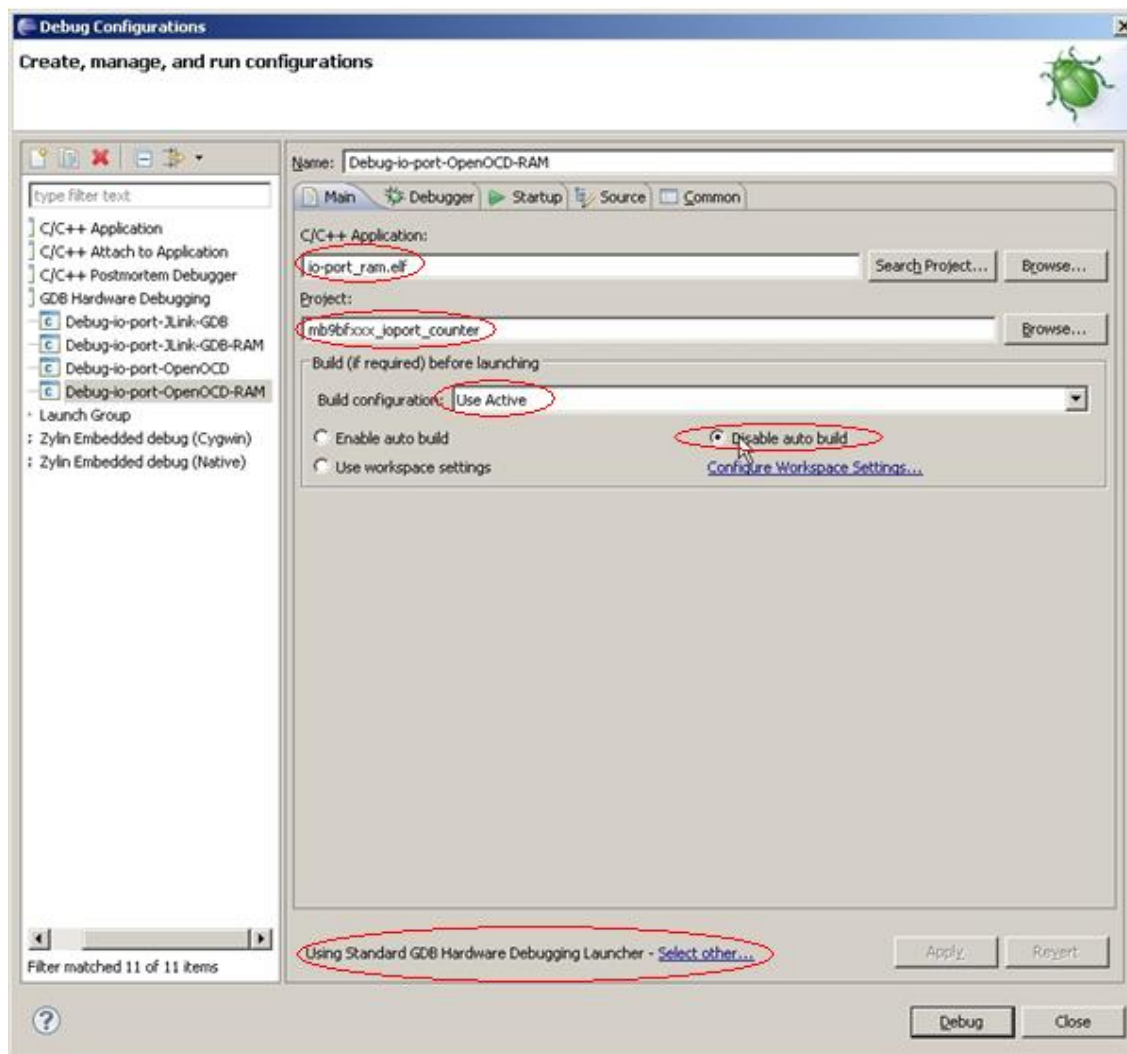 Debug Configurations
Create, manage, and run configurations
type filter text
C/C++ Application
C/C++ Attach to Application
C/C++ Postmortem Debugger
GDB Hardware Debugging
Debug-io-port-JLink-GDB
Debug-io-port-JLink-GDB-RAM
Debug-io-port-OpenOCD
Debug-io-port-OpenOCD-RAM
Launch Group
Zylin Embedded debug (Cygwin)
Zylin Embedded debug (Native)
Filter matched 11 of 11 items
Name: Debug-io-port-OpenOCD-RAM
Main Debugger Startup Source Common
C/C++ Application:
io-port_ram.elf Search Project... Browse...
Project:
mb9bfxxx_ioport_counter Browse...
Build (if required) before launching
Build configuration: Use Active
Enable auto build Disable auto build
Use workspace settings Configure Workspace Settings...
Using Standard GDB Hardware Debugging Launcher - Select other... Apply Revert
? Debug Close